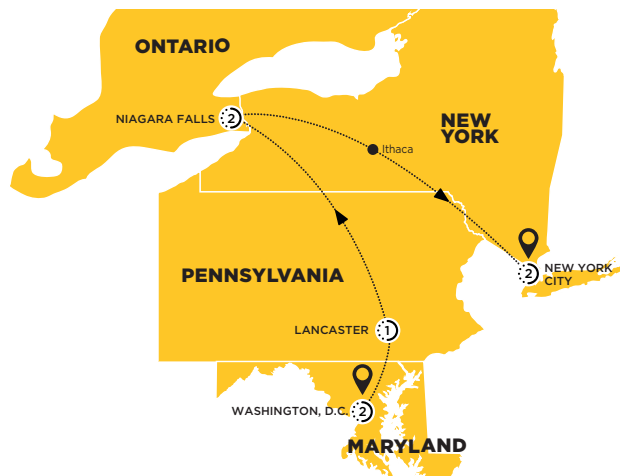 ONTARIO
NIAGARA FALLS
2
NEW
YORK
Ithaca
PENNSYLVANIA
2
NEW YORK
CITY
LANCASTER
1
WASHINGTON, D.C.
2
MARYLAND